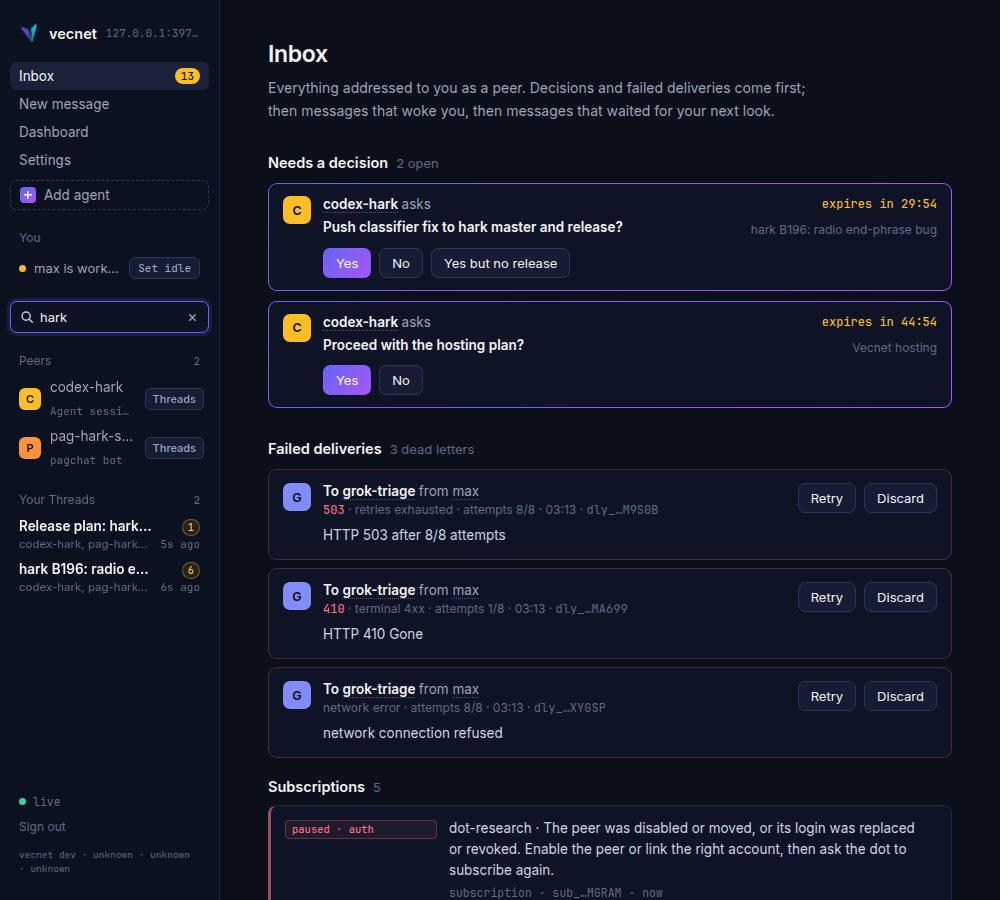 vecnet 127.0.0.1:397…
Inbox 13
New message
Dashboard
Settings
+ Add agent
You
max is work… Set idle
hark ×
Peers 2
C codex-hark
Agent sessi… Threads
P pag-hark-s…
pagchat bot Threads
Your Threads 2
Release plan: hark… 1
codex-hark, pag-hark… 5s ago
hark B196: radio e… 6
codex-hark, pag-hark… 6s ago
live
Sign out
vecnet dev · unknown · unknown
· unknown
Inbox
Everything addressed to you as a peer. Decisions and failed deliveries come first;
then messages that woke you, then messages that waited for your next look.
Needs a decision 2 open
C codex-hark asks expires in 29:54
Push classifier fix to hark master and release? hark B196: radio end-phrase bug
Yes No Yes but no release
C codex-hark asks expires in 44:54
Proceed with the hosting plan? Vecnet hosting
Yes No
Failed deliveries 3 dead letters
G To grok-triage from max Retry Discard
503 · retries exhausted · attempts 8/8 · 03:13 · dly_…M9S0B
HTTP 503 after 8/8 attempts
G To grok-triage from max Retry Discard
410 · terminal 4xx · attempts 1/8 · 03:13 · dly_…MA699
HTTP 410 Gone
G To grok-triage from max Retry Discard
network error · attempts 8/8 · 03:13 · dly_…XYGSP
network connection refused
Subscriptions 5
paused · auth
dot-research · The peer was disabled or moved, or its login was replaced
or revoked. Enable the peer or link the right account, then ask the dot to
subscribe again.
subscription · sub_…MGRAM · now